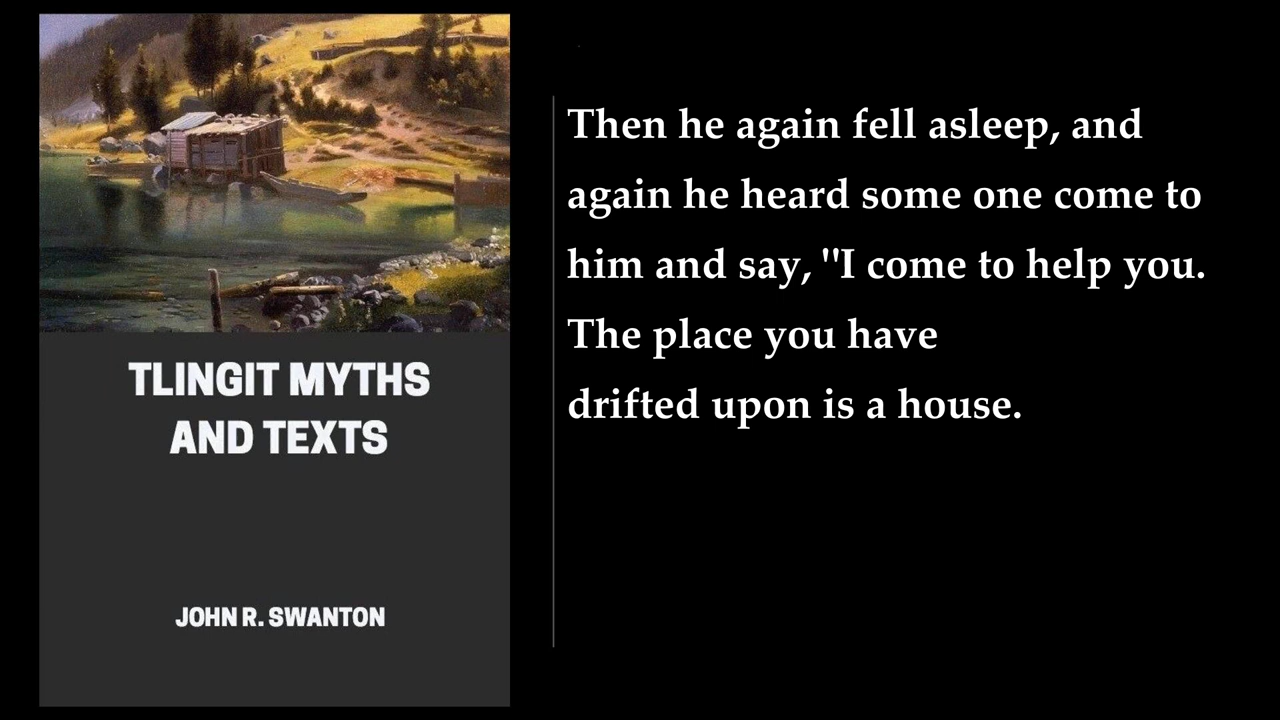 TLINGIT MYTHS
AND TEXTS
JOHN R. SWANTON
Then he again fell asleep, and
again he heard some one come to
him and say, "I come to help you.
The place you have
drifted upon is a house.